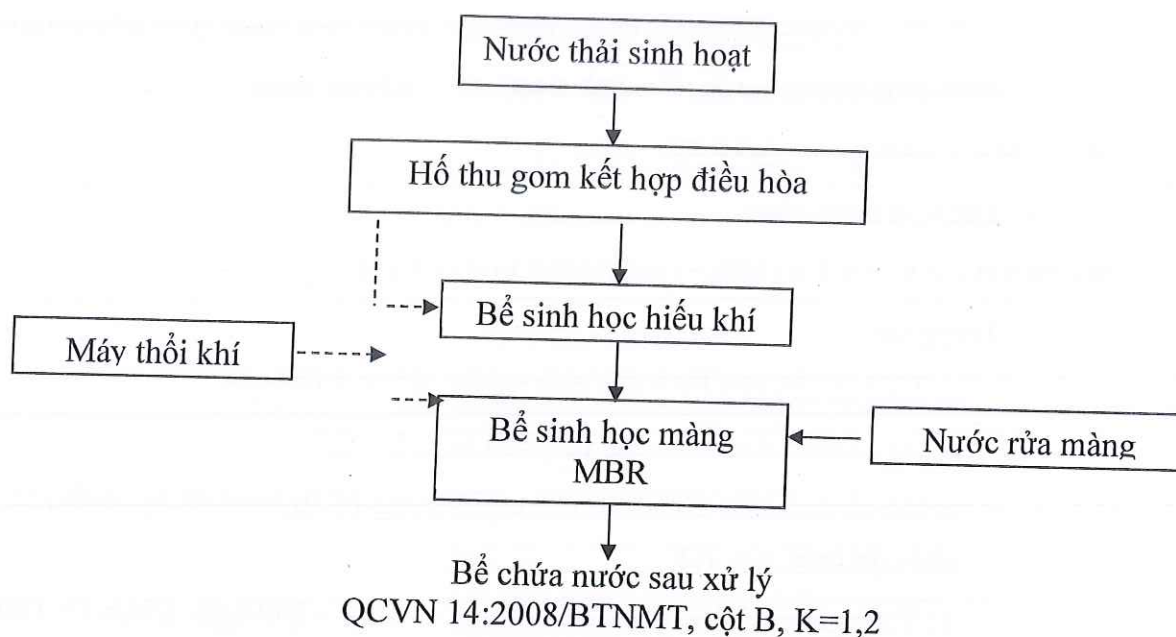 Nước thải sinh hoạt
Hố thu gom kết hợp điều hòa
Bể sinh học hiếu khí
Máy thổi khí
Bể sinh học màng
MBR
Nước rửa màng
Bể chứa nước sau xử lý
QCVN 14:2008/BTNMT, cột B, K=1,2